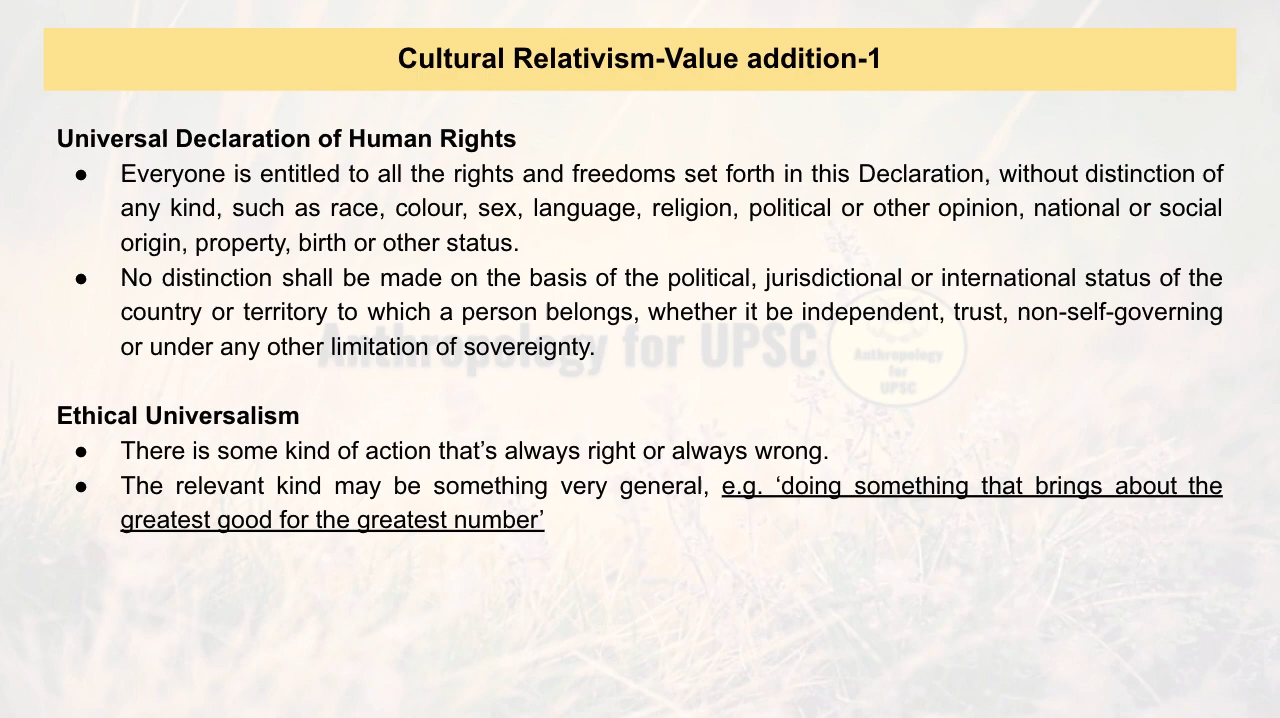 Cultural Relativism-Value addition-1
Universal Declaration of Human Rights
● Everyone is entitled to all the rights and freedoms set forth in this Declaration, without distinction of
any kind, such as race, colour, sex, language, religion, political or other opinion, national or social
origin, property, birth or other status.
● No distinction shall be made on the basis of the political, jurisdictional or international status of the
country or territory to which a person belongs, whether it be independent, trust, non-self-governing
or under any other limitation of sovereignty.
Anthropology for UPSC
Anthropology
for
UPSC
Ethical Universalism
● There is some kind of action that’s always right or always wrong.
● The relevant kind may be something very general, e.g. ‘doing something that brings about the
greatest good for the greatest number’